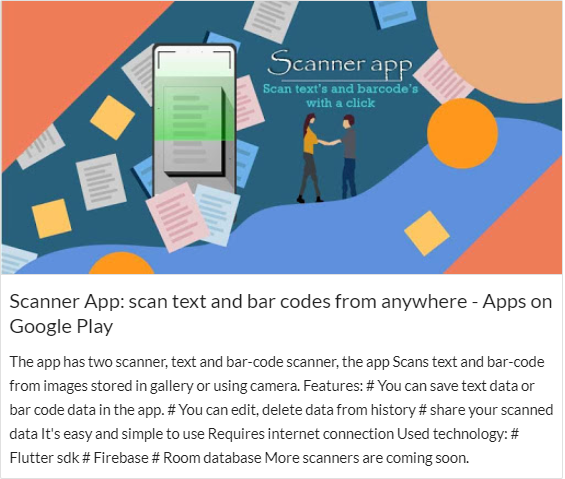 Scanner app
Scan text's and barcode's
with a click
Scanner App: scan text and bar codes from anywhere - Apps on
Google Play
The app has two scanner, text and bar-code scanner, the app Scans text and bar-code
from images stored in gallery or using camera. Features: # You can save text data or
bar code data in the app. # You can edit, delete data from history # share your scanned
data It's easy and simple to use Requires internet connection Used technology: #
Flutter sdk # Firebase # Room database More scanners are coming soon.